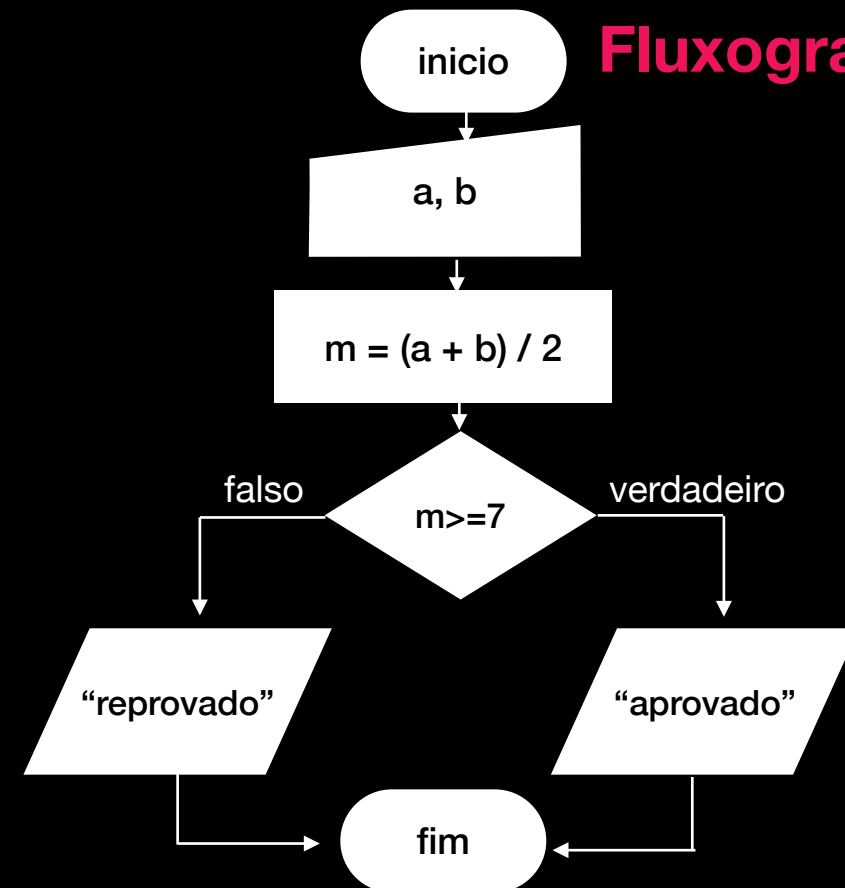 inicio
Fluxogra
a, b
m = (a + b) / 2
falso
verdadeiro
m>=7
“reprovado”
“aprovado”
fim